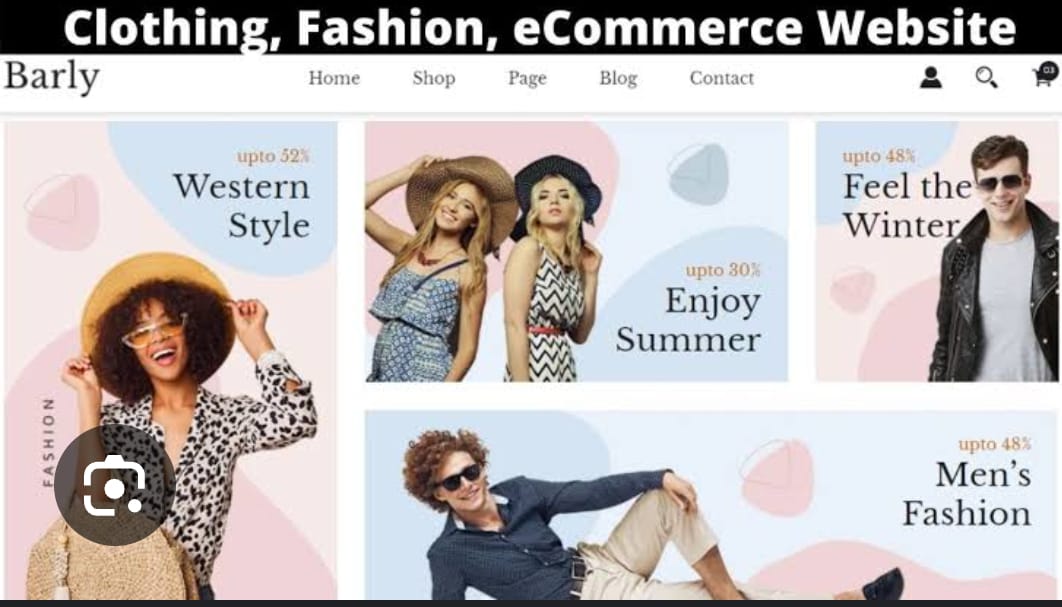 Clothing, Fashion, eCommerce Website
Barly
Home Shop Page Blog Contact
03
upto 52%
Western
Style
FASHION
upto 30%
Enjoy
Summer
upto 48%
Feel the
Winter
upto 48%
Men’s
Fashion